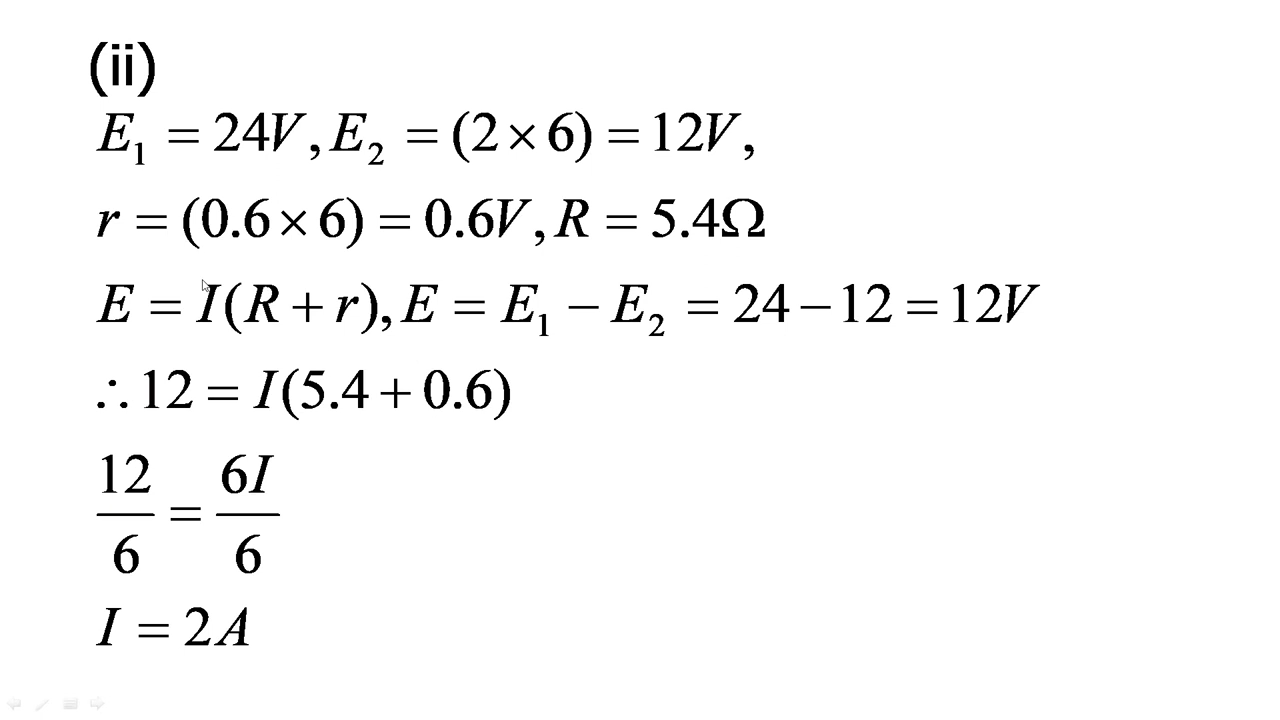 (ii)
E₁ = 24V, E₂ = (2 × 6) = 12V,
r = (0.6 × 6) = 0.6V, R = 5.4Ω
E = I(R + r), E = E₁ − E₂ = 24 − 12 = 12V
∴ 12 = I(5.4 + 0.6)
12/6 = 6I/6
I = 2A